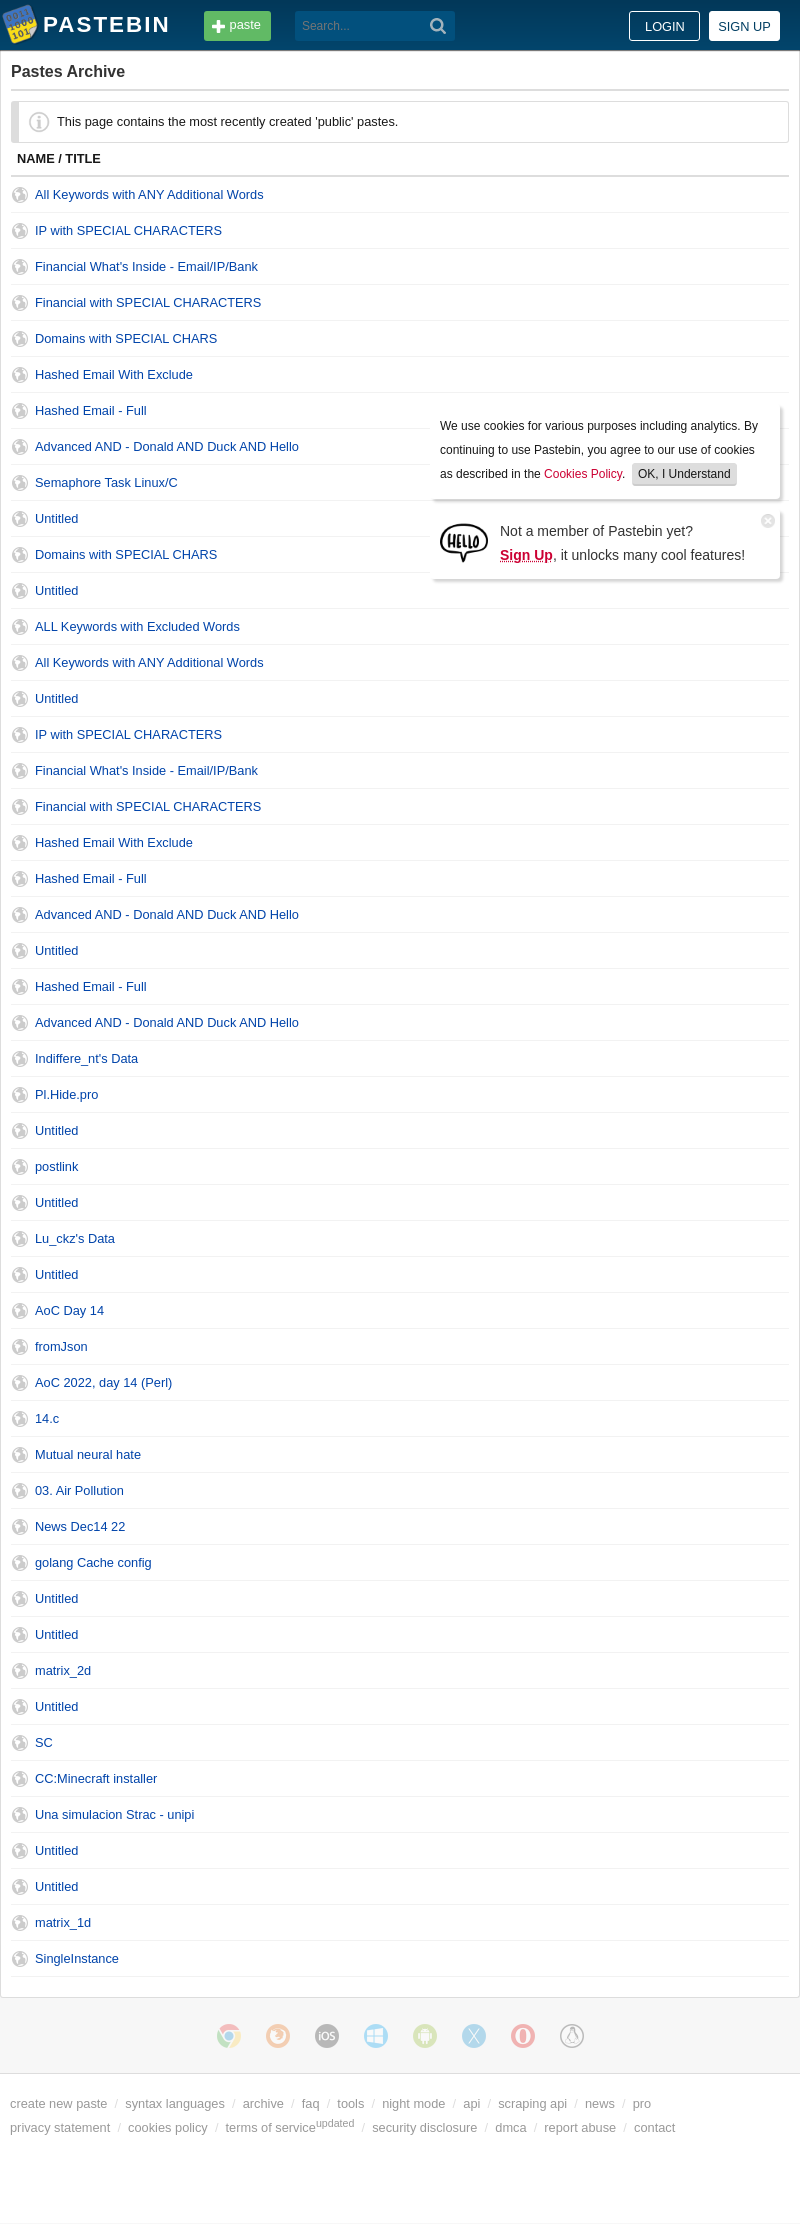 PASTEBIN
paste
Search...
LOGIN
SIGN UP
Pastes Archive
This page contains the most recently created 'public' pastes.
NAME / TITLE
All Keywords with ANY Additional Words
IP with SPECIAL CHARACTERS
Financial What's Inside - Email/IP/Bank
Financial with SPECIAL CHARACTERS
Domains with SPECIAL CHARS
Hashed Email With Exclude
Hashed Email - Full
Advanced AND - Donald AND Duck AND Hello
Semaphore Task Linux/C
Untitled
Domains with SPECIAL CHARS
Untitled
ALL Keywords with Excluded Words
All Keywords with ANY Additional Words
Untitled
IP with SPECIAL CHARACTERS
Financial What's Inside - Email/IP/Bank
Financial with SPECIAL CHARACTERS
Hashed Email With Exclude
Hashed Email - Full
Advanced AND - Donald AND Duck AND Hello
Untitled
Hashed Email - Full
Advanced AND - Donald AND Duck AND Hello
Indiffere_nt's Data
Pl.Hide.pro
Untitled
postlink
Untitled
Lu_ckz's Data
Untitled
AoC Day 14
fromJson
AoC 2022, day 14 (Perl)
14.c
Mutual neural hate
03. Air Pollution
News Dec14 22
golang Cache config
Untitled
Untitled
matrix_2d
Untitled
SC
CC:Minecraft installer
Una simulacion Strac - unipi
Untitled
Untitled
matrix_1d
SingleInstance
We use cookies for various purposes including analytics. By
continuing to use Pastebin, you agree to our use of cookies
as described in the Cookies Policy. OK, I Understand
HELLO
Not a member of Pastebin yet?
Sign Up, it unlocks many cool features!
iOS
create new paste / syntax languages / archive / faq / tools / night mode / api / scraping api / news / pro
privacy statement / cookies policy / terms of service updated / security disclosure / dmca / report abuse / contact